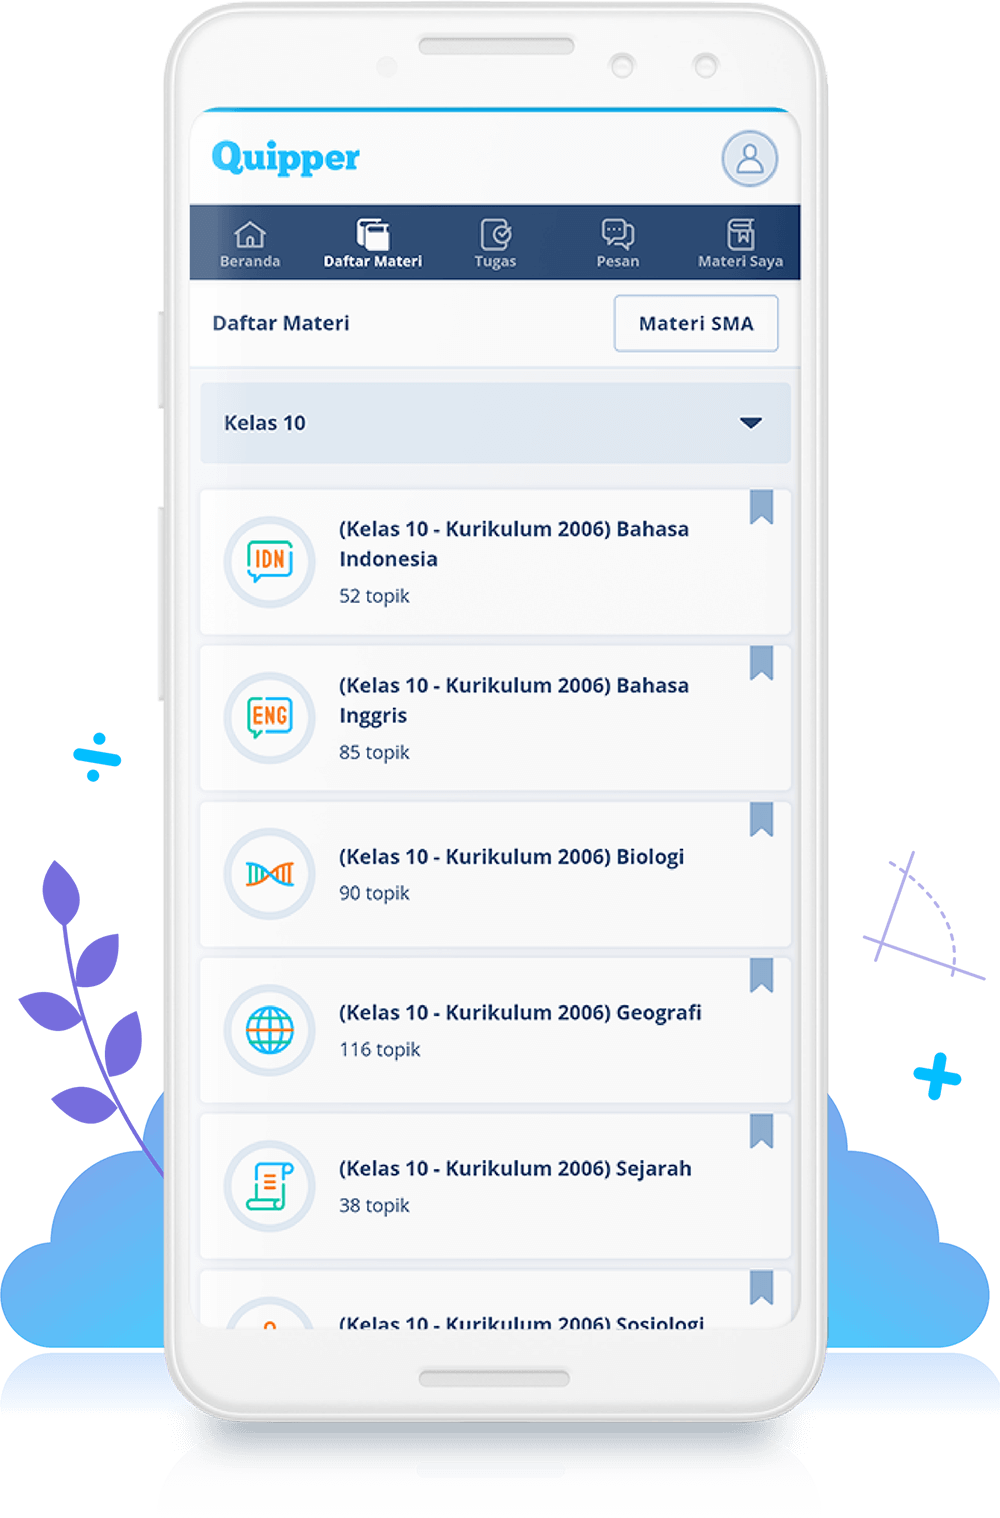 Quipper
Beranda
Daftar Materi
Tugas
Pesan
Materi Saya
Daftar Materi
Materi SMA
Kelas 10
IDN
(Kelas 10 - Kurikulum 2006) Bahasa
Indonesia
52 topik
ENG
(Kelas 10 - Kurikulum 2006) Bahasa
Inggris
85 topik
(Kelas 10 - Kurikulum 2006) Biologi
90 topik
(Kelas 10 - Kurikulum 2006) Geografi
116 topik
(Kelas 10 - Kurikulum 2006) Sejarah
38 topik
(Kelas 10 - Kurikulum 2006) Sosiologi